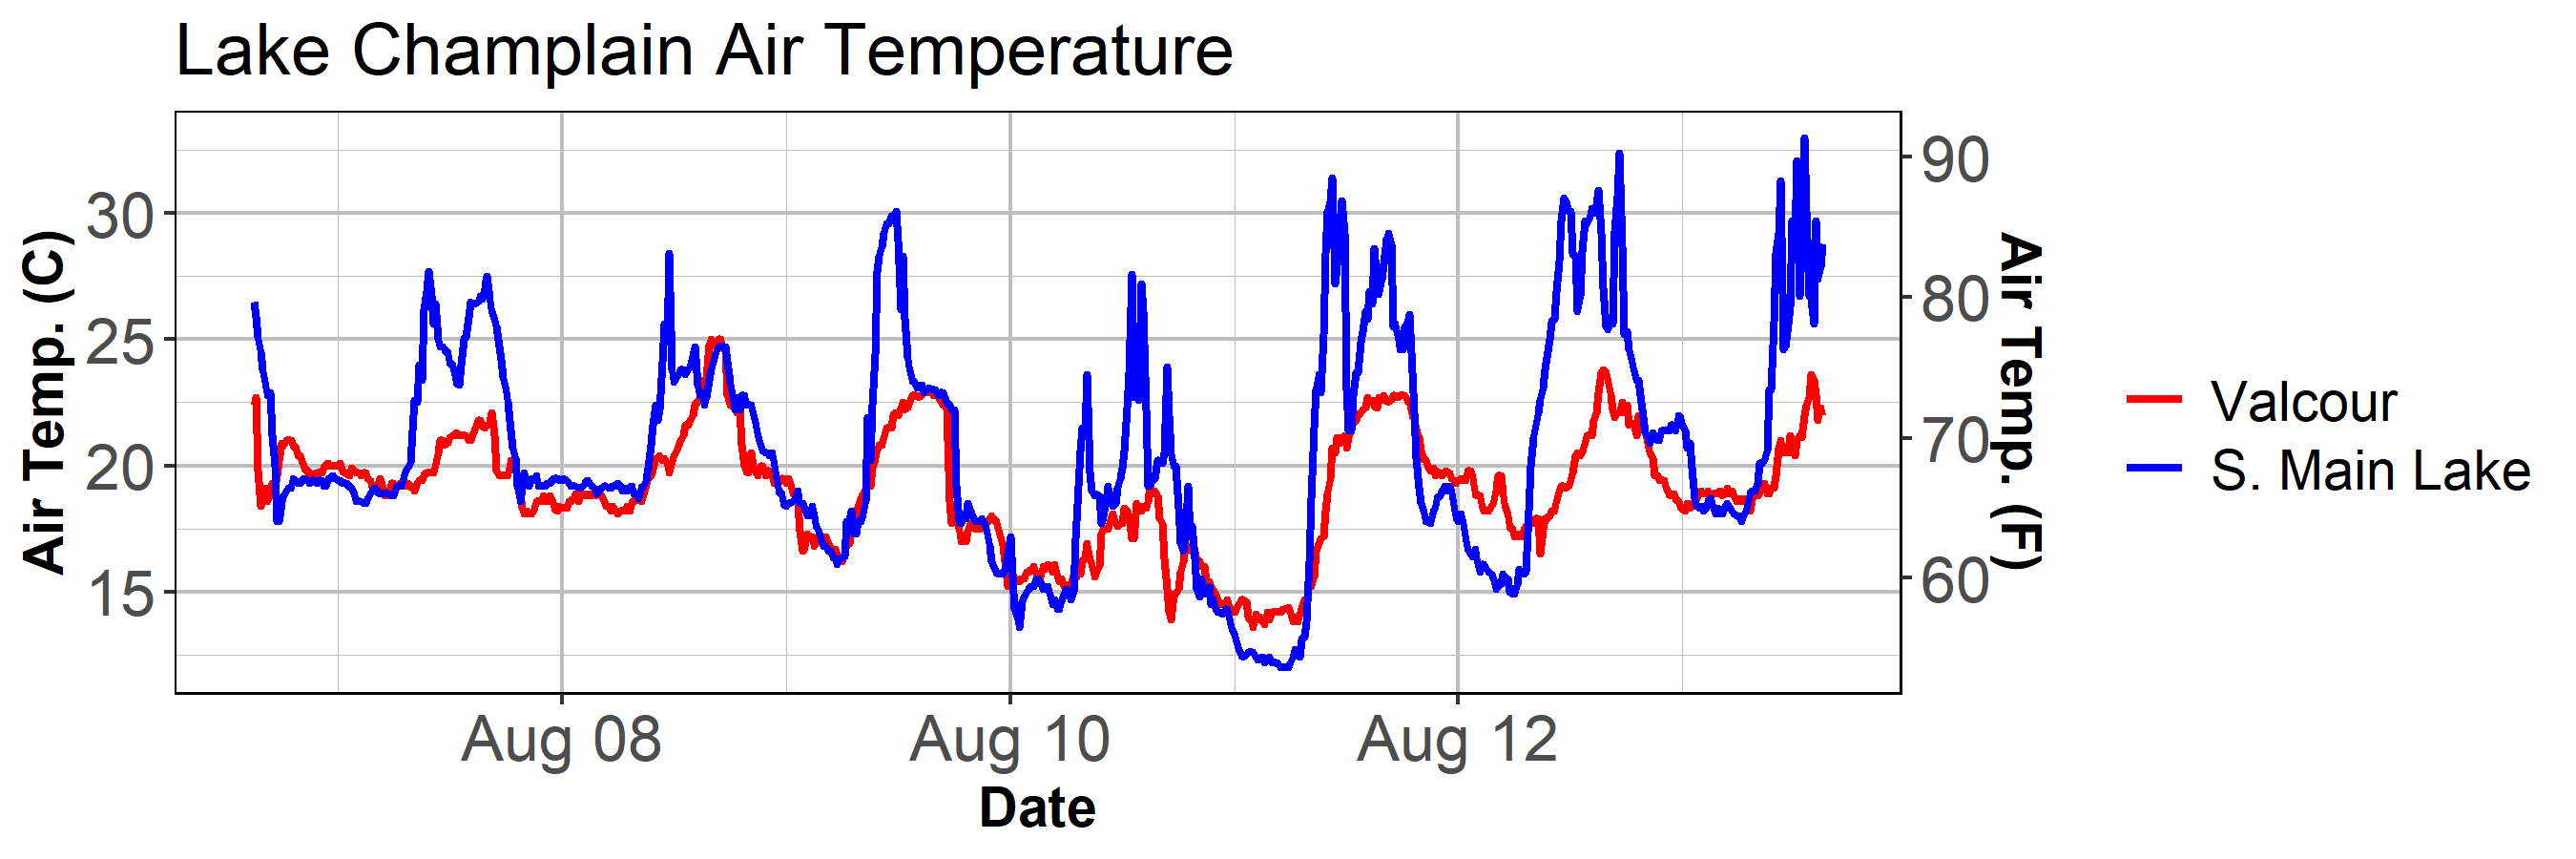 Lake Champlain Air Temperature
Air Temp. (C)
30
25
20
15
90
80
70
60
Air Temp. (F)
Aug 08
Aug 10
Aug 12
Date
Valcour
S. Main Lake